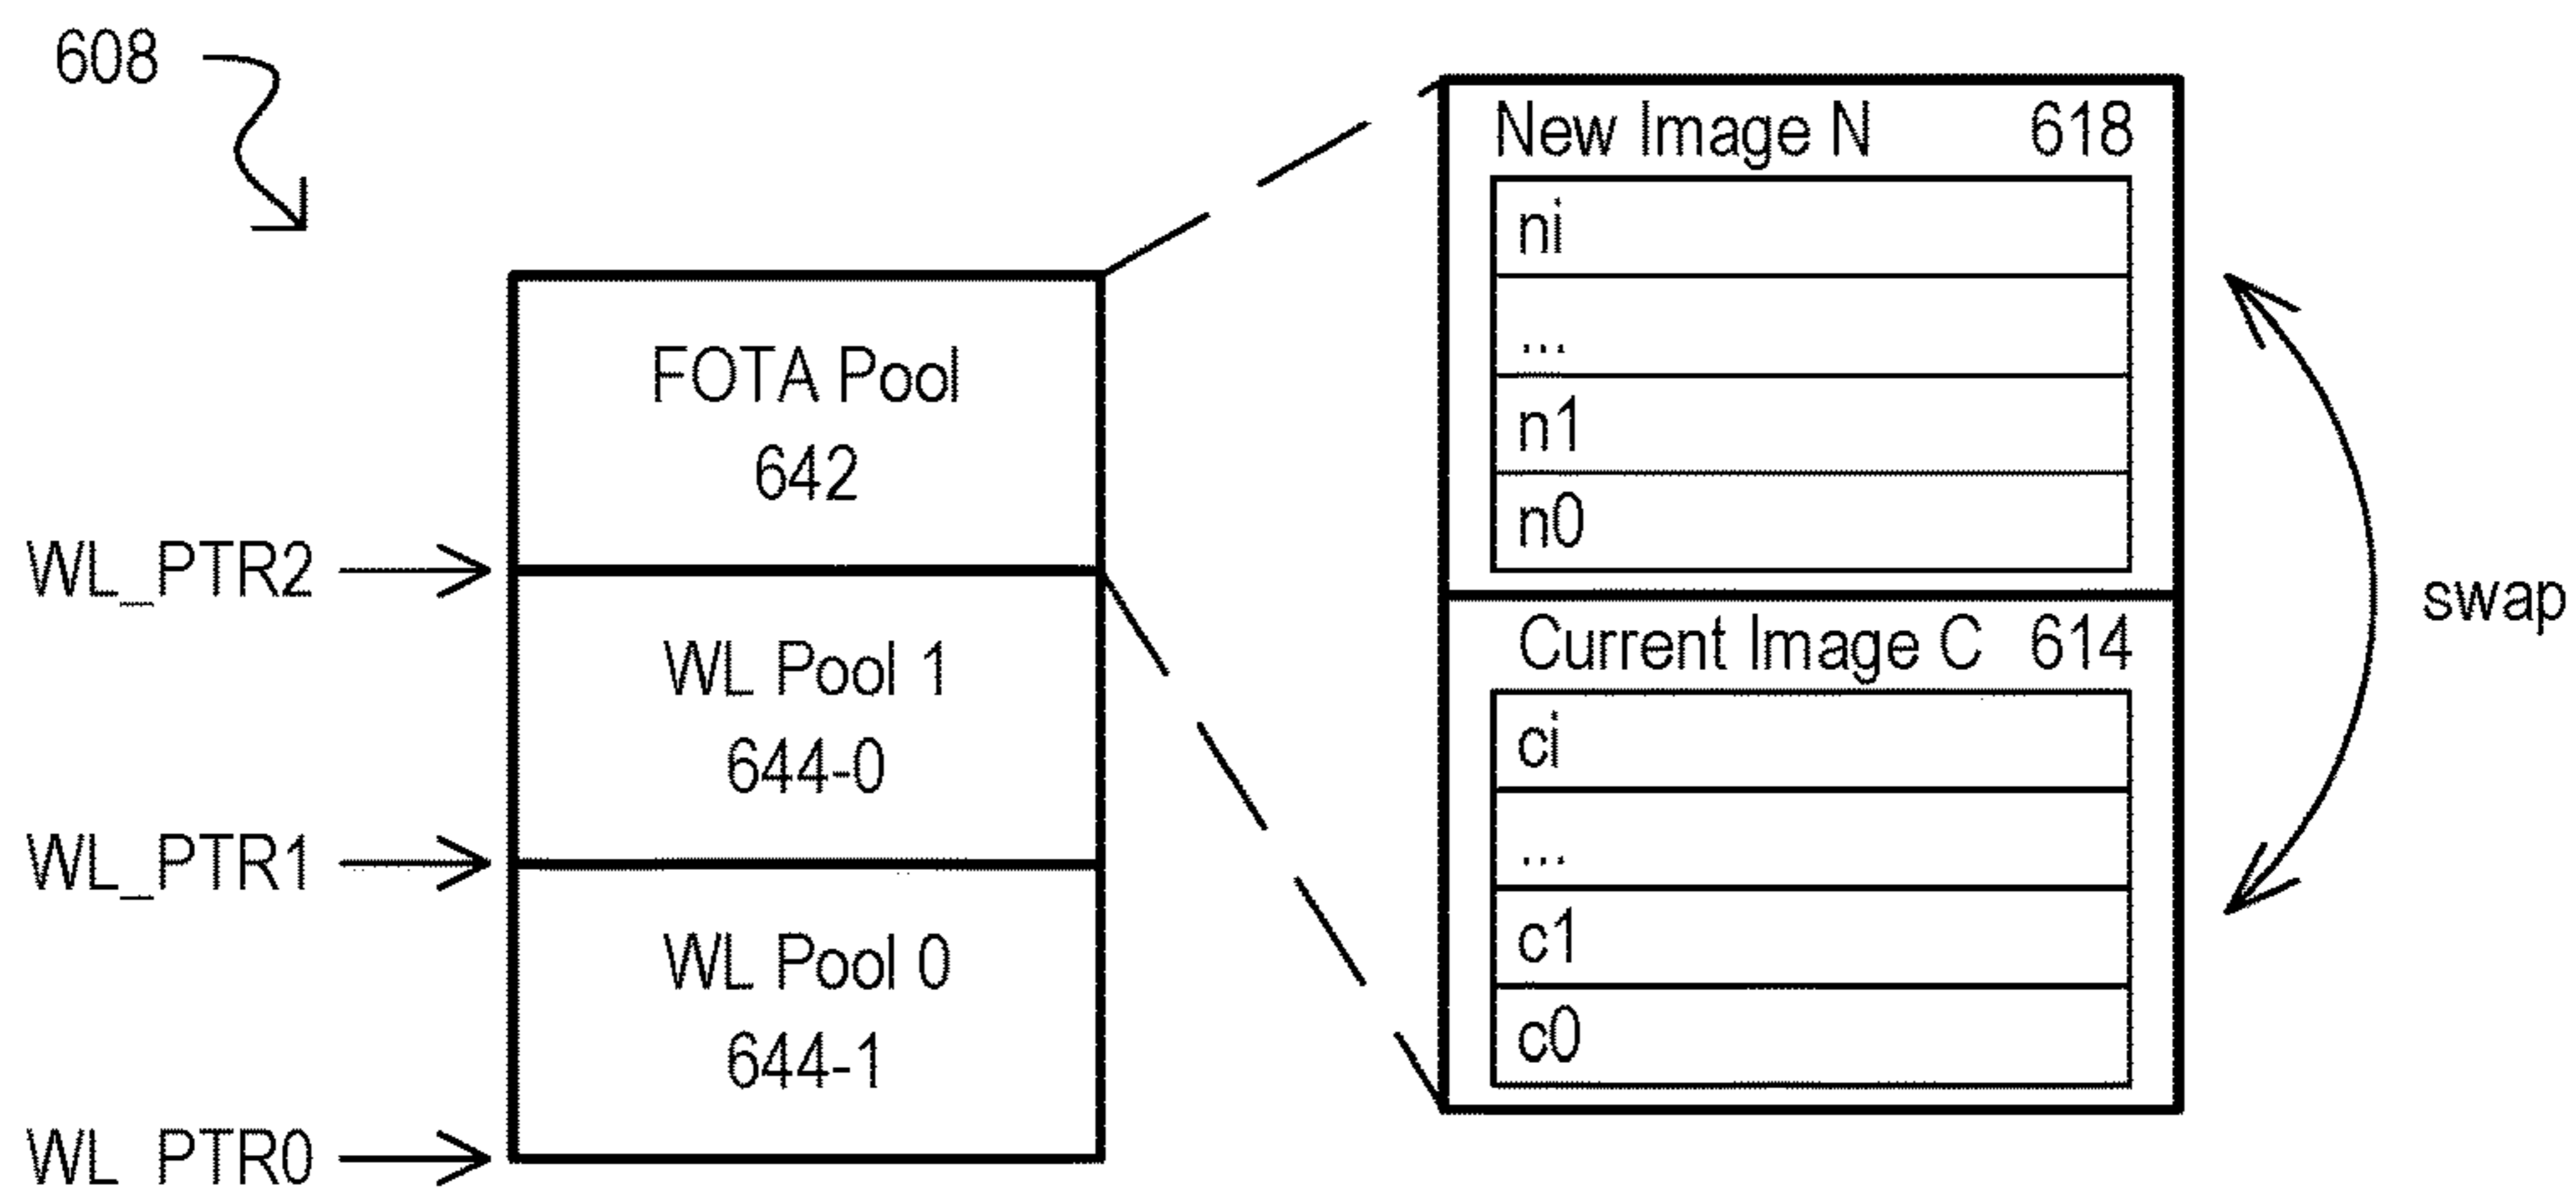 608
FOTA Pool
642
WL_PTR2
WL Pool 1
644-0
WL_PTR1
WL Pool 0
644-1
WL_PTR0
New Image N 618
ni
...
n1
n0
Current Image C 614
ci
...
c1
c0
swap